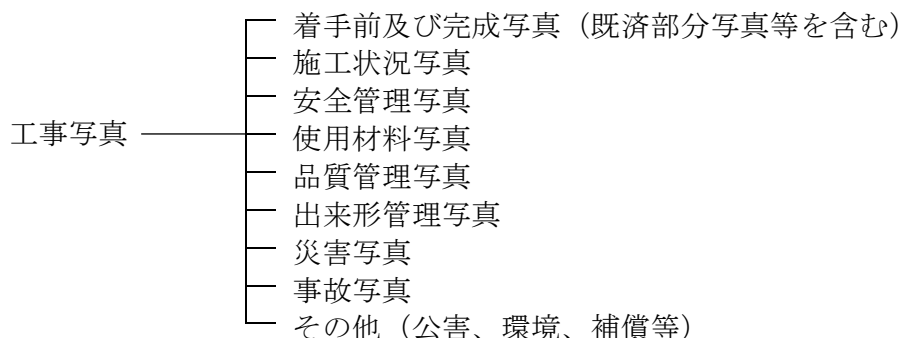 工事写真
着手前及び完成写真（既済部分写真等を含む）
施工状況写真
安全管理写真
使用材料写真
品質管理写真
出来形管理写真
災害写真
事故写真
その他（公害、環境、補償等）